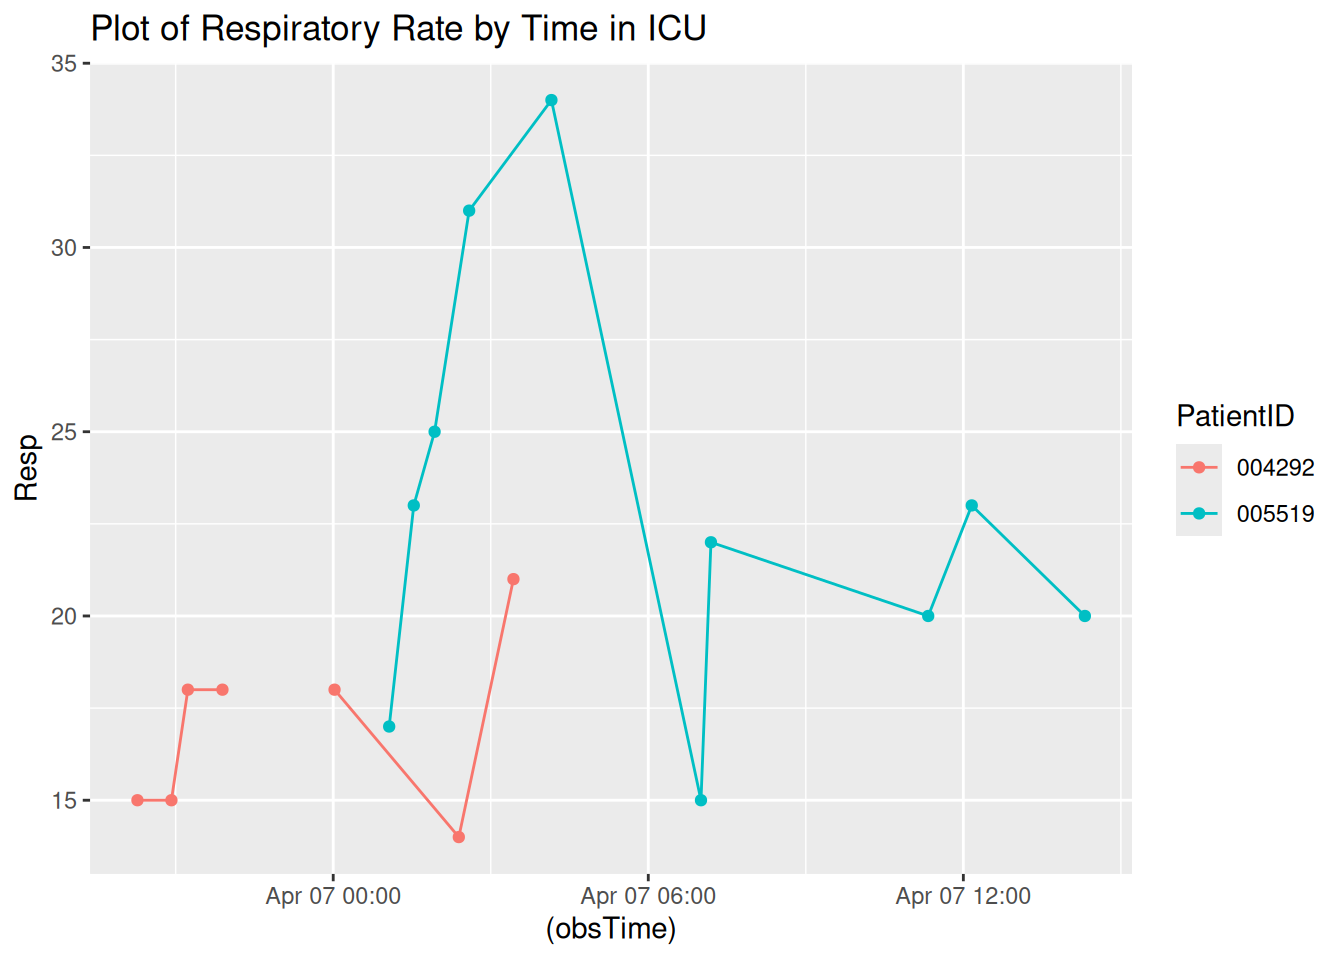 Plot of Respiratory Rate by Time in ICU
35
30
25
20
15
Resp
Apr 07 00:00
Apr 07 06:00
Apr 07 12:00
(obsTime)
PatientID
004292
005519